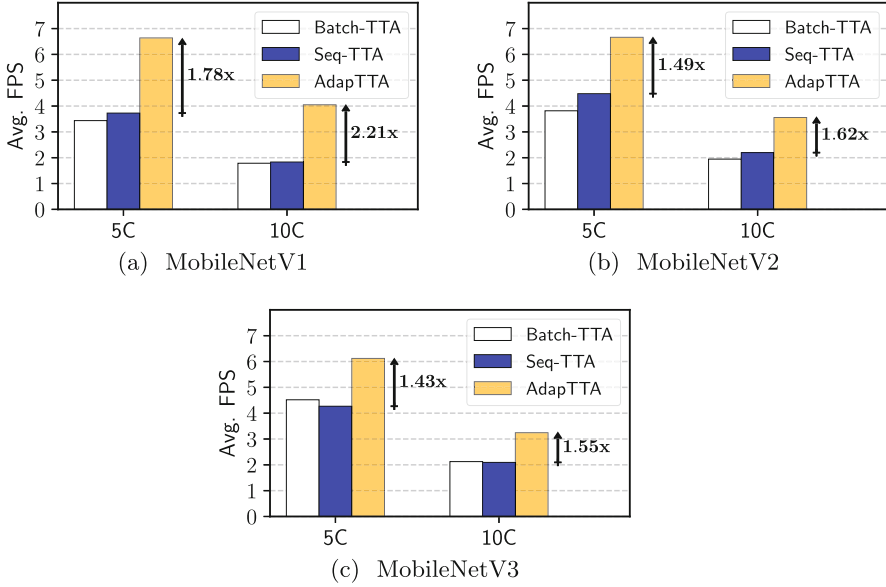 Avg. FPS
7
6
5
4
3
2
1
0
Batch-TTA
Seq-TTA
AdapTTA
1.78x
2.21x
5C
10C
(a) MobileNetV1
Avg. FPS
7
6
5
4
3
2
1
0
Batch-TTA
Seq-TTA
AdapTTA
1.49x
1.62x
5C
10C
(b) MobileNetV2
Avg. FPS
7
6
5
4
3
2
1
0
Batch-TTA
Seq-TTA
AdapTTA
1.43x
1.55x
5C
10C
(c) MobileNetV3